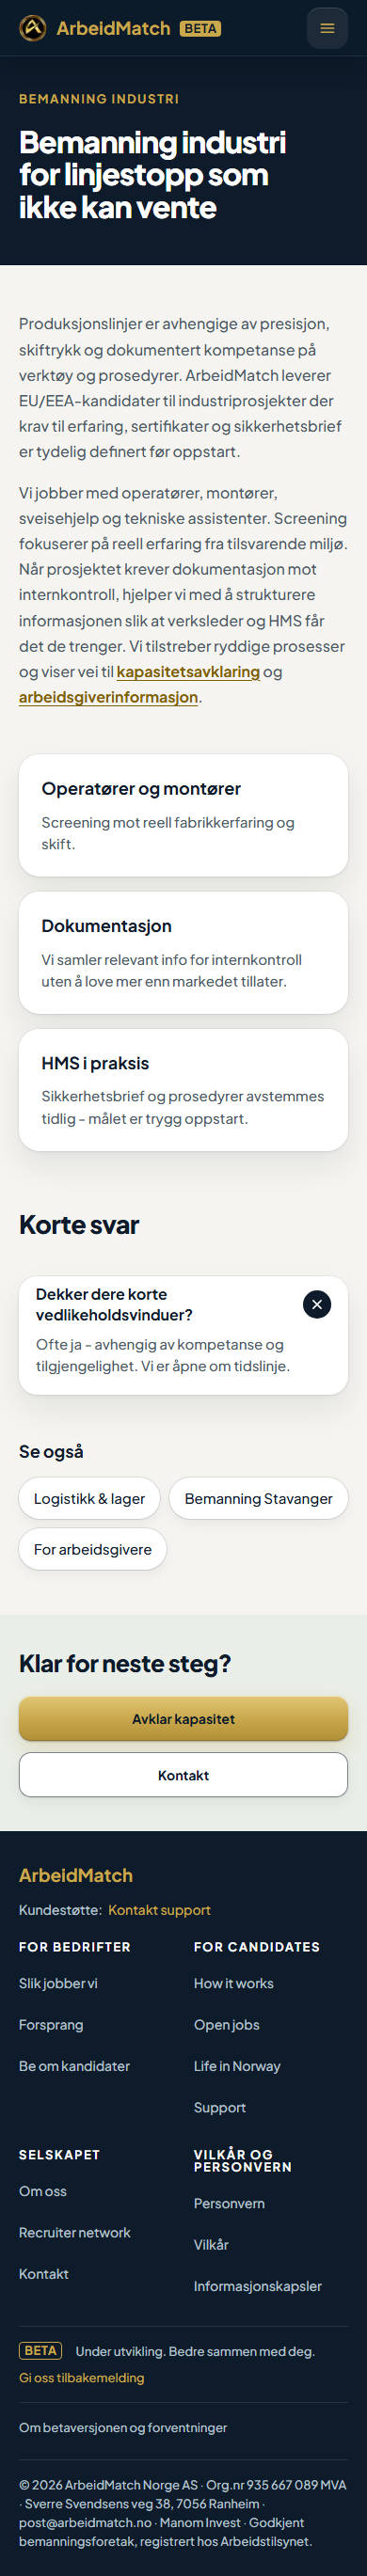 ArbeidMatch BETA
BEMANNING INDUSTRI
Bemanning industri
for linjestopp som
ikke kan vente
Produksjonslinjer er avhengige av presisjon,
skiftrykk og dokumentert kompetanse på
verktøy og prosedyrer. ArbeidMatch leverer
EU/EEA-kandidater til industriprosjekter der
krav til erfaring, sertifikater og sikkerhetsbrief
er tydelig definert før oppstart.
Vi jobber med operatører, montører,
sveisehjelp og tekniske assistenter. Screening
fokuserer på reell erfaring fra tilsvarende miljø.
Når prosjektet krever dokumentasjon mot
internkontroll, hjelper vi med å strukturere
informasjonen slik at verksleder og HMS får
det de trenger. Vi tilstreber ryddige prosesser
og viser vei til kapasitetsavklaring og
arbeidsgiverinformasjon.
Operatører og montører
Screening mot reell fabrikkerfaring og
skift.
Dokumentasjon
Vi samler relevant info for internkontroll
uten å love mer enn markedet tillater.
HMS i praksis
Sikkerhetsbrief og prosedyrer avstemmes
tidlig - målet er trygg oppstart.
Korte svar
Dekker dere korte
vedlikeholdsvinduer?
Ofte ja - avhengig av kompetanse og
tilgjengelighet. Vi er åpne om tidslinje.
Se også
Logistikk & lager
Bemanning Stavanger
For arbeidsgivere
Klar for neste steg?
Avklar kapasitet
Kontakt
ArbeidMatch
Kundestøtte: Kontakt support
FOR BEDRIFTER
Slik jobber vi
Forsprang
Be om kandidater
FOR CANDIDATES
How it works
Open jobs
Life in Norway
Support
SELSKAPET
Om oss
Recruiter network
Kontakt
VILKÅR OG
PERSONVERN
Personvern
Vilkår
Informasjonskapsler
BETA Under utvikling. Bedre sammen med deg.
Gi oss tilbakemelding
Om betaversjonen og forventninger
© 2026 ArbeidMatch Norge AS · Org.nr 935 667 089 MVA
· Sverre Svendsens veg 38, 7056 Ranheim ·
post@arbeidmatch.no · Manom Invest · Godkjent
bemanningsforetak, registrert hos Arbeidstilsynet.